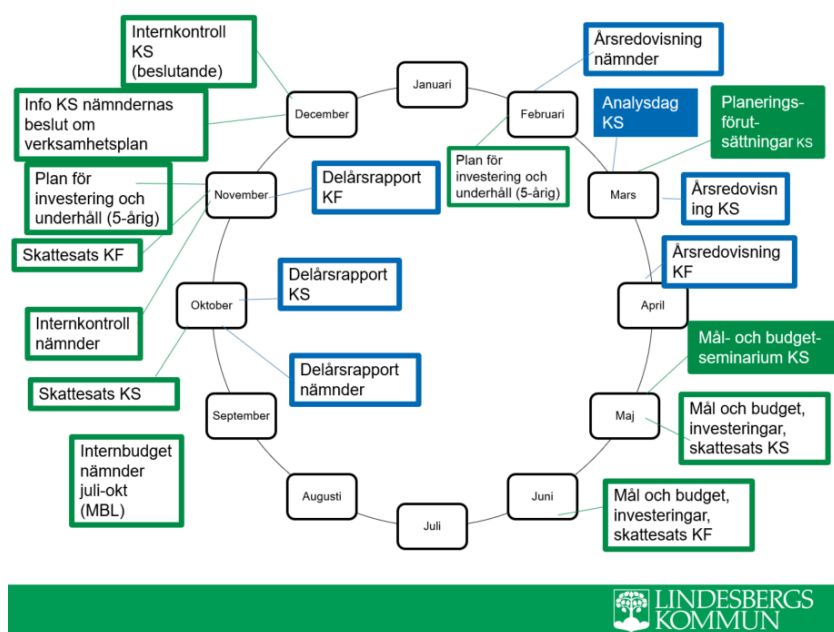 Internkontroll
KS
(beslutande)
Info KS nämndernas
beslut om
verksamhetsplan
Plan för
investering och
underhåll (5-årig)
Skattesats KF
Internkontroll
nämnder
Skattesats KS
Internbudget
nämnder
juli-okt
(MBL)
Januari
Februari
Mars
April
Maj
Juni
Juli
Augusti
September
Oktober
November
December
Delårsrapport
KF
Delårsrapport
KS
Delårsrapport
nämnder
Årsredovisning
nämnder
Plan för
investering och
underhåll (5-årig)
Analysdag
KS
Planerings-
förut-
sättningar KS
Årsredovisn
ing KS
Årsredovisning
KF
Mål- och budget-
seminarium KS
Mål och budget,
investeringar,
skattesats KS
Mål och budget,
investeringar,
skattesats KF
LINDESBERGS
KOMMUN